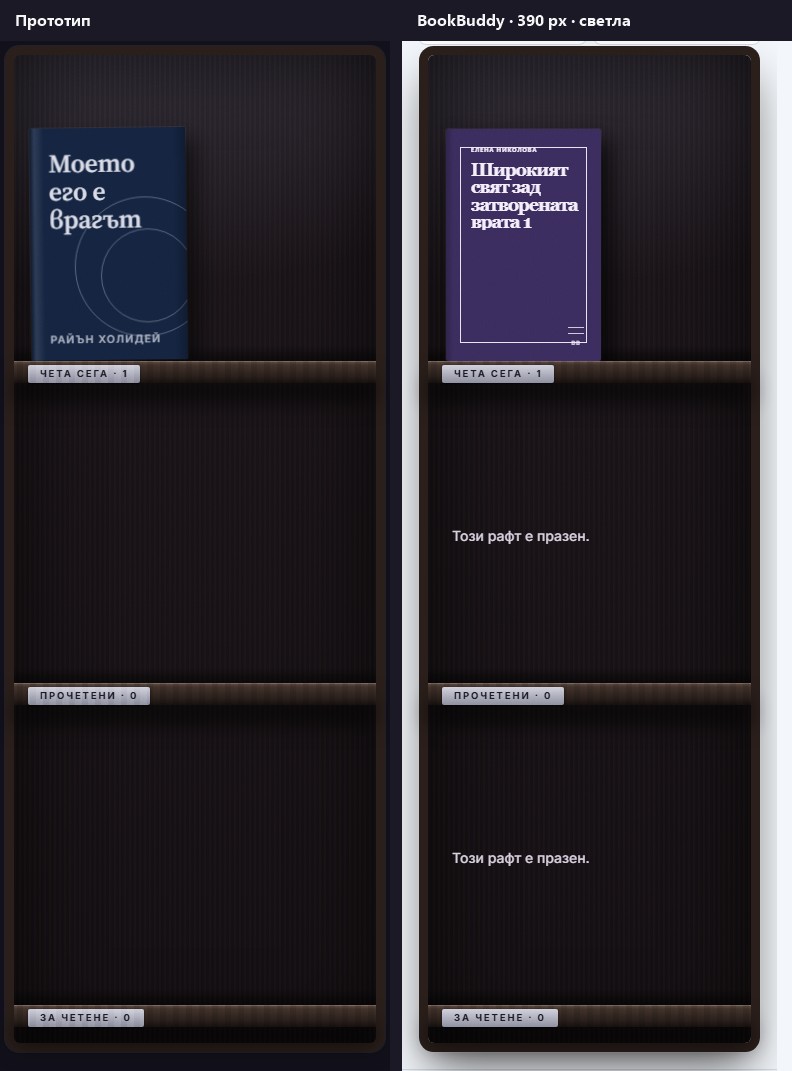 Прототип
BookBuddy · 390 px · светла
Моето
его е
врагът
РАЙЪН ХОЛИДЕЙ
ЕЛЕНА НИКОЛОВА
Широкият
свят зад
затворената
врата 1
ЧЕТА СЕГА · 1
ЧЕТА СЕГА · 1
Този рафт е празен.
ПРОЧЕТЕНИ · 0
ПРОЧЕТЕНИ · 0
Този рафт е празен.
ЗА ЧЕТЕНЕ · 0
ЗА ЧЕТЕНЕ · 0